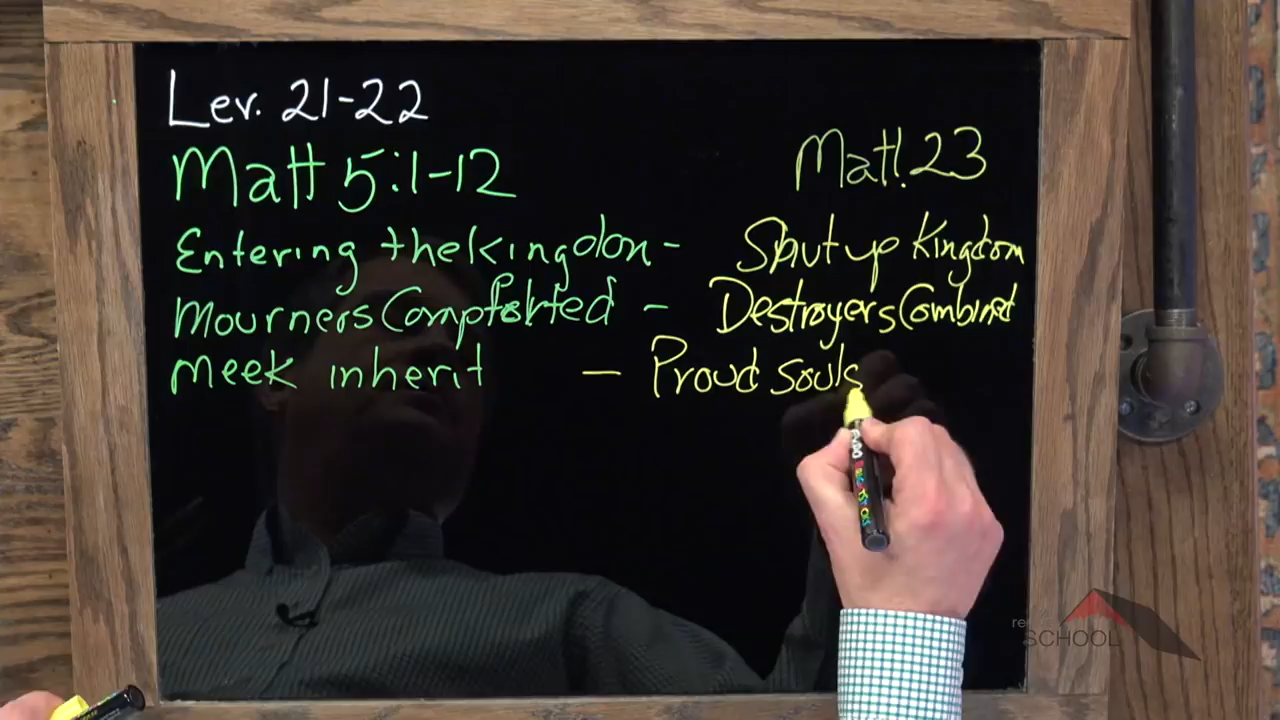 Lev. 21-22
Matt 5:1-12
Matt. 23
Entering the Kingdom - Shut up Kingdom
Mourners Comforted - Destroyers Combined
Meek inherit - Proud souls
re
SCHOOL